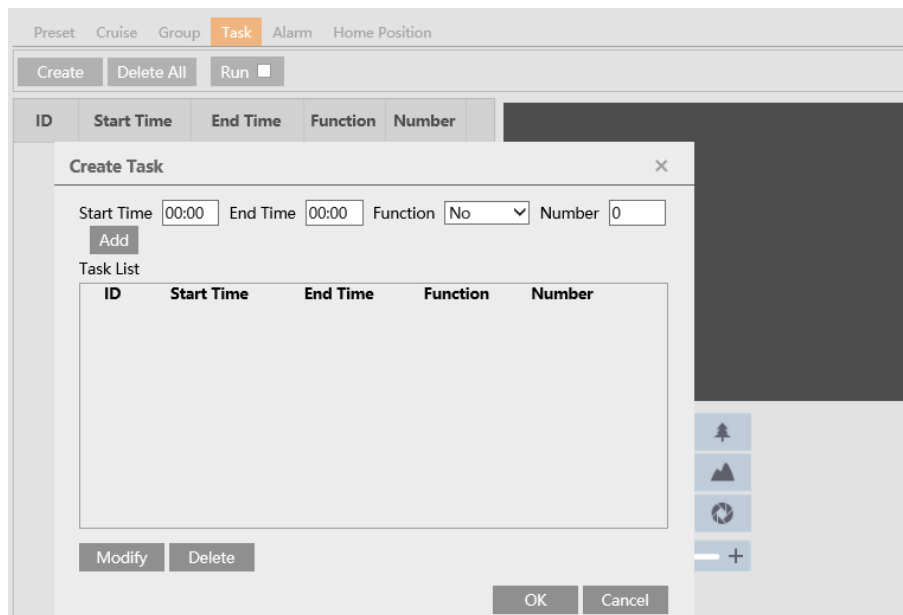 Preset Cruise Group Task Alarm Home Position
Create Delete All Run
ID Start Time End Time Function Number
Create Task
Start Time 00:00 End Time 00:00 Function No Number 0
Add
Task List
ID Start Time End Time Function Number
Modify Delete
OK Cancel